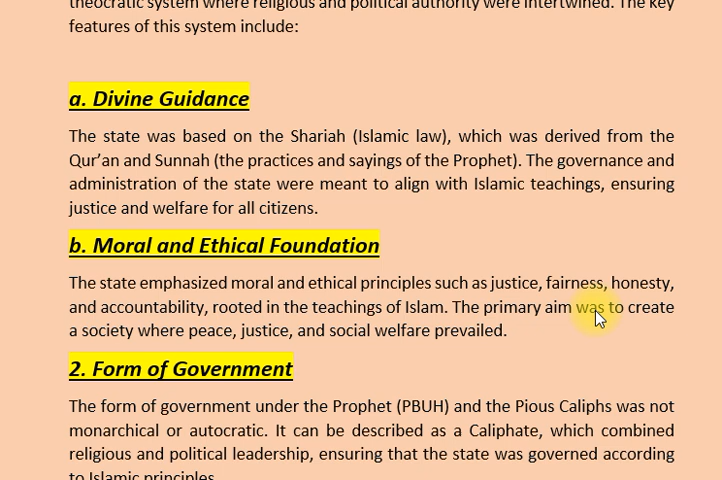 theocratic system where religious and political authority were intertwined. The key
features of this system include:
a. Divine Guidance
The state was based on the Shariah (Islamic law), which was derived from the
Qur’an and Sunnah (the practices and sayings of the Prophet). The governance and
administration of the state were meant to align with Islamic teachings, ensuring
justice and welfare for all citizens.
b. Moral and Ethical Foundation
The state emphasized moral and ethical principles such as justice, fairness, honesty,
and accountability, rooted in the teachings of Islam. The primary aim was to create
a society where peace, justice, and social welfare prevailed.
2. Form of Government
The form of government under the Prophet (PBUH) and the Pious Caliphs was not
monarchical or autocratic. It can be described as a Caliphate, which combined
religious and political leadership, ensuring that the state was governed according
to Islamic principles.